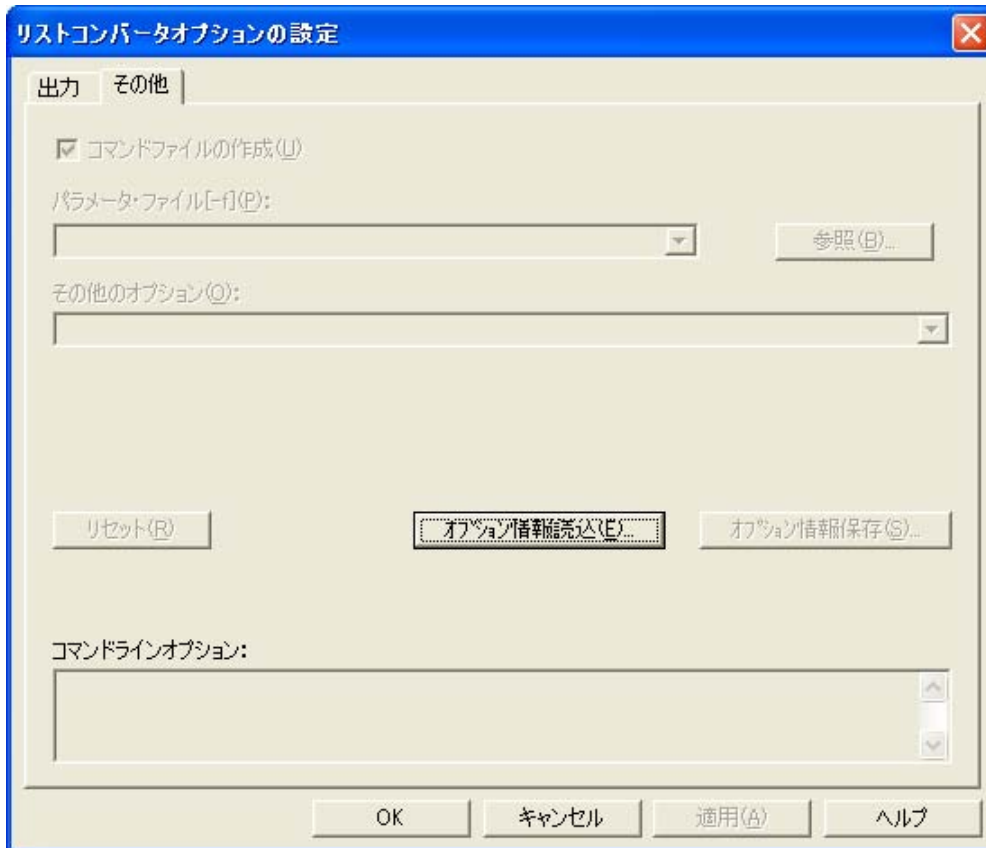 リストコンバータオプションの設定
出力 その他
コマンドファイルの作成(U)
パラメータ・ファイル[-f](P):
参照(B)...
その他のオプション(O):
リセット(R) オプション情報読込(E)... オプション情報保存(S)...
コマンドラインオプション:
OK キャンセル 適用(A) ヘルプ